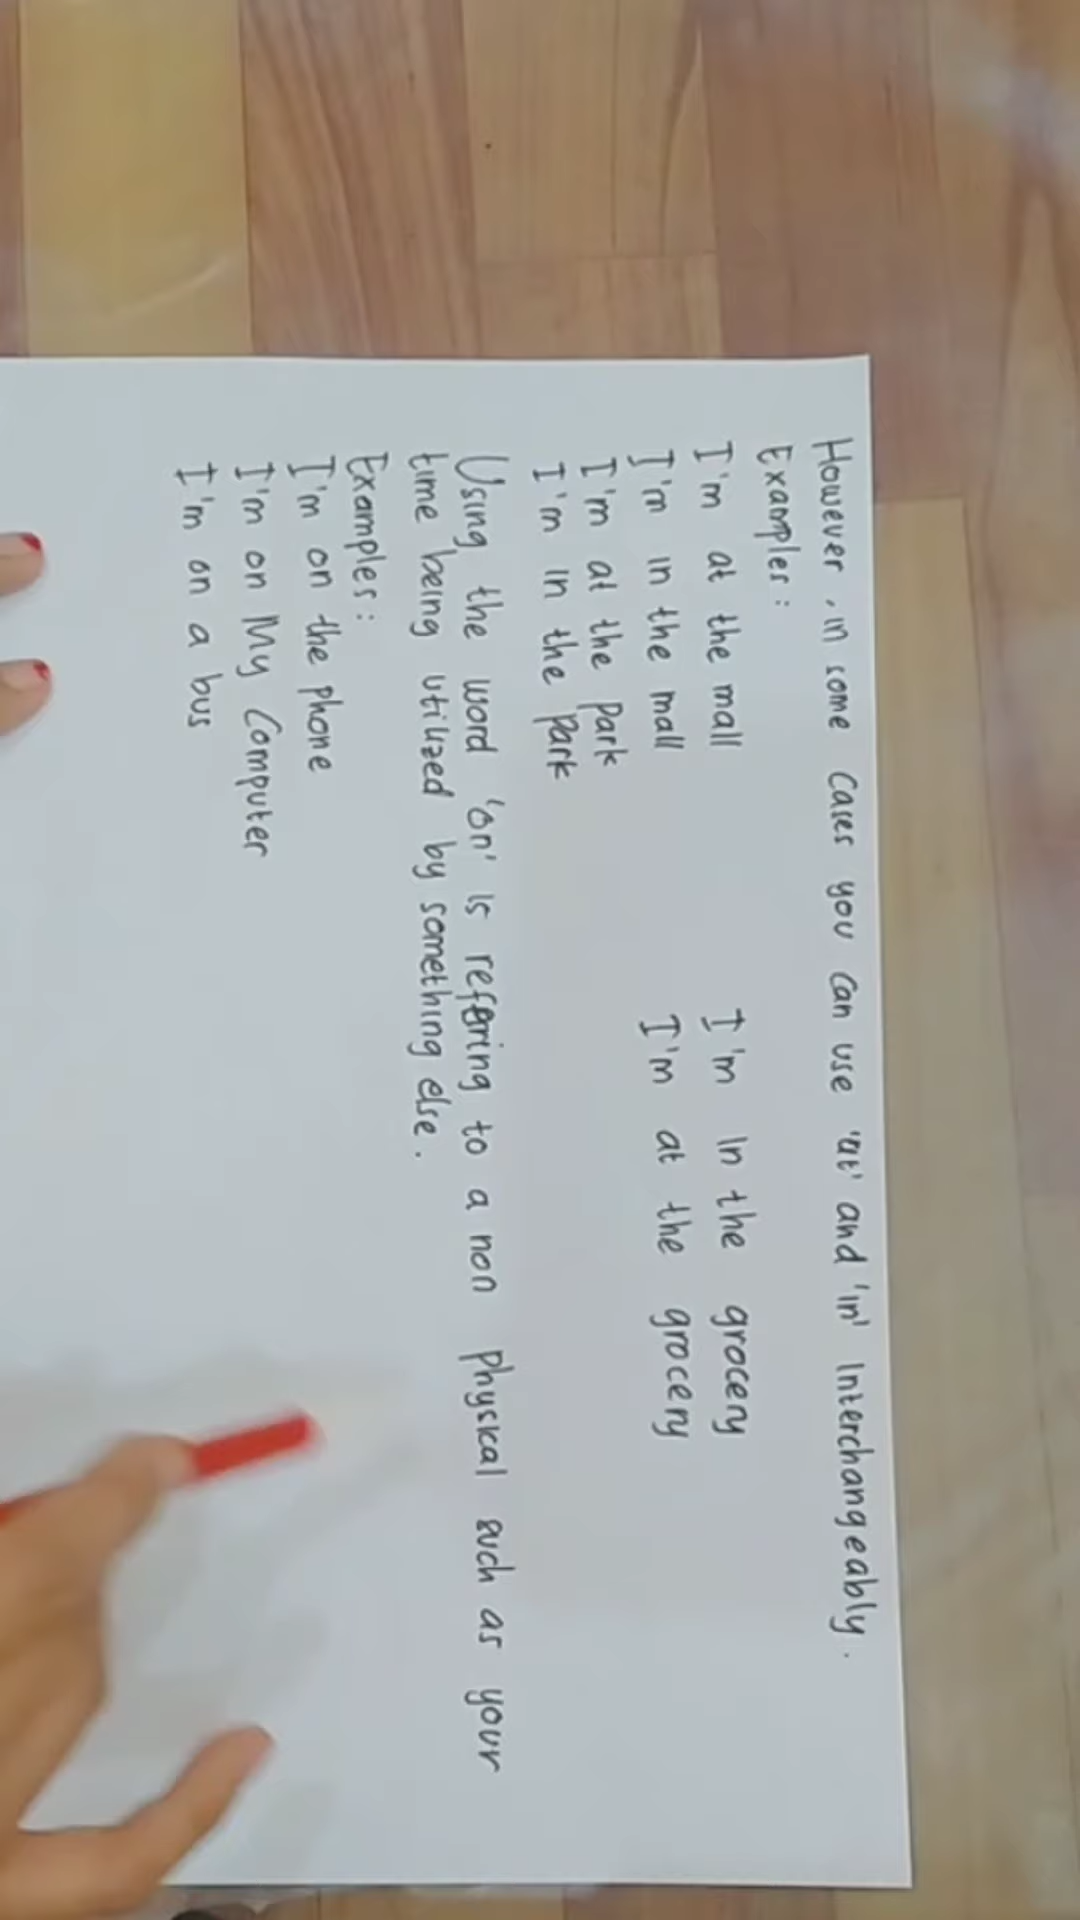 However, in some cases you can use 'at' and 'in' interchangeably.
Examples:
I'm at the mall
I'm in the mall
I'm at the park
I'm in the park
I'm in the grocery
I'm at the grocery
Using the word 'on' is refering to a non physical such as your
time being utilized by something else.
Examples:
I'm on the phone
I'm on My Computer
I'm on a bus